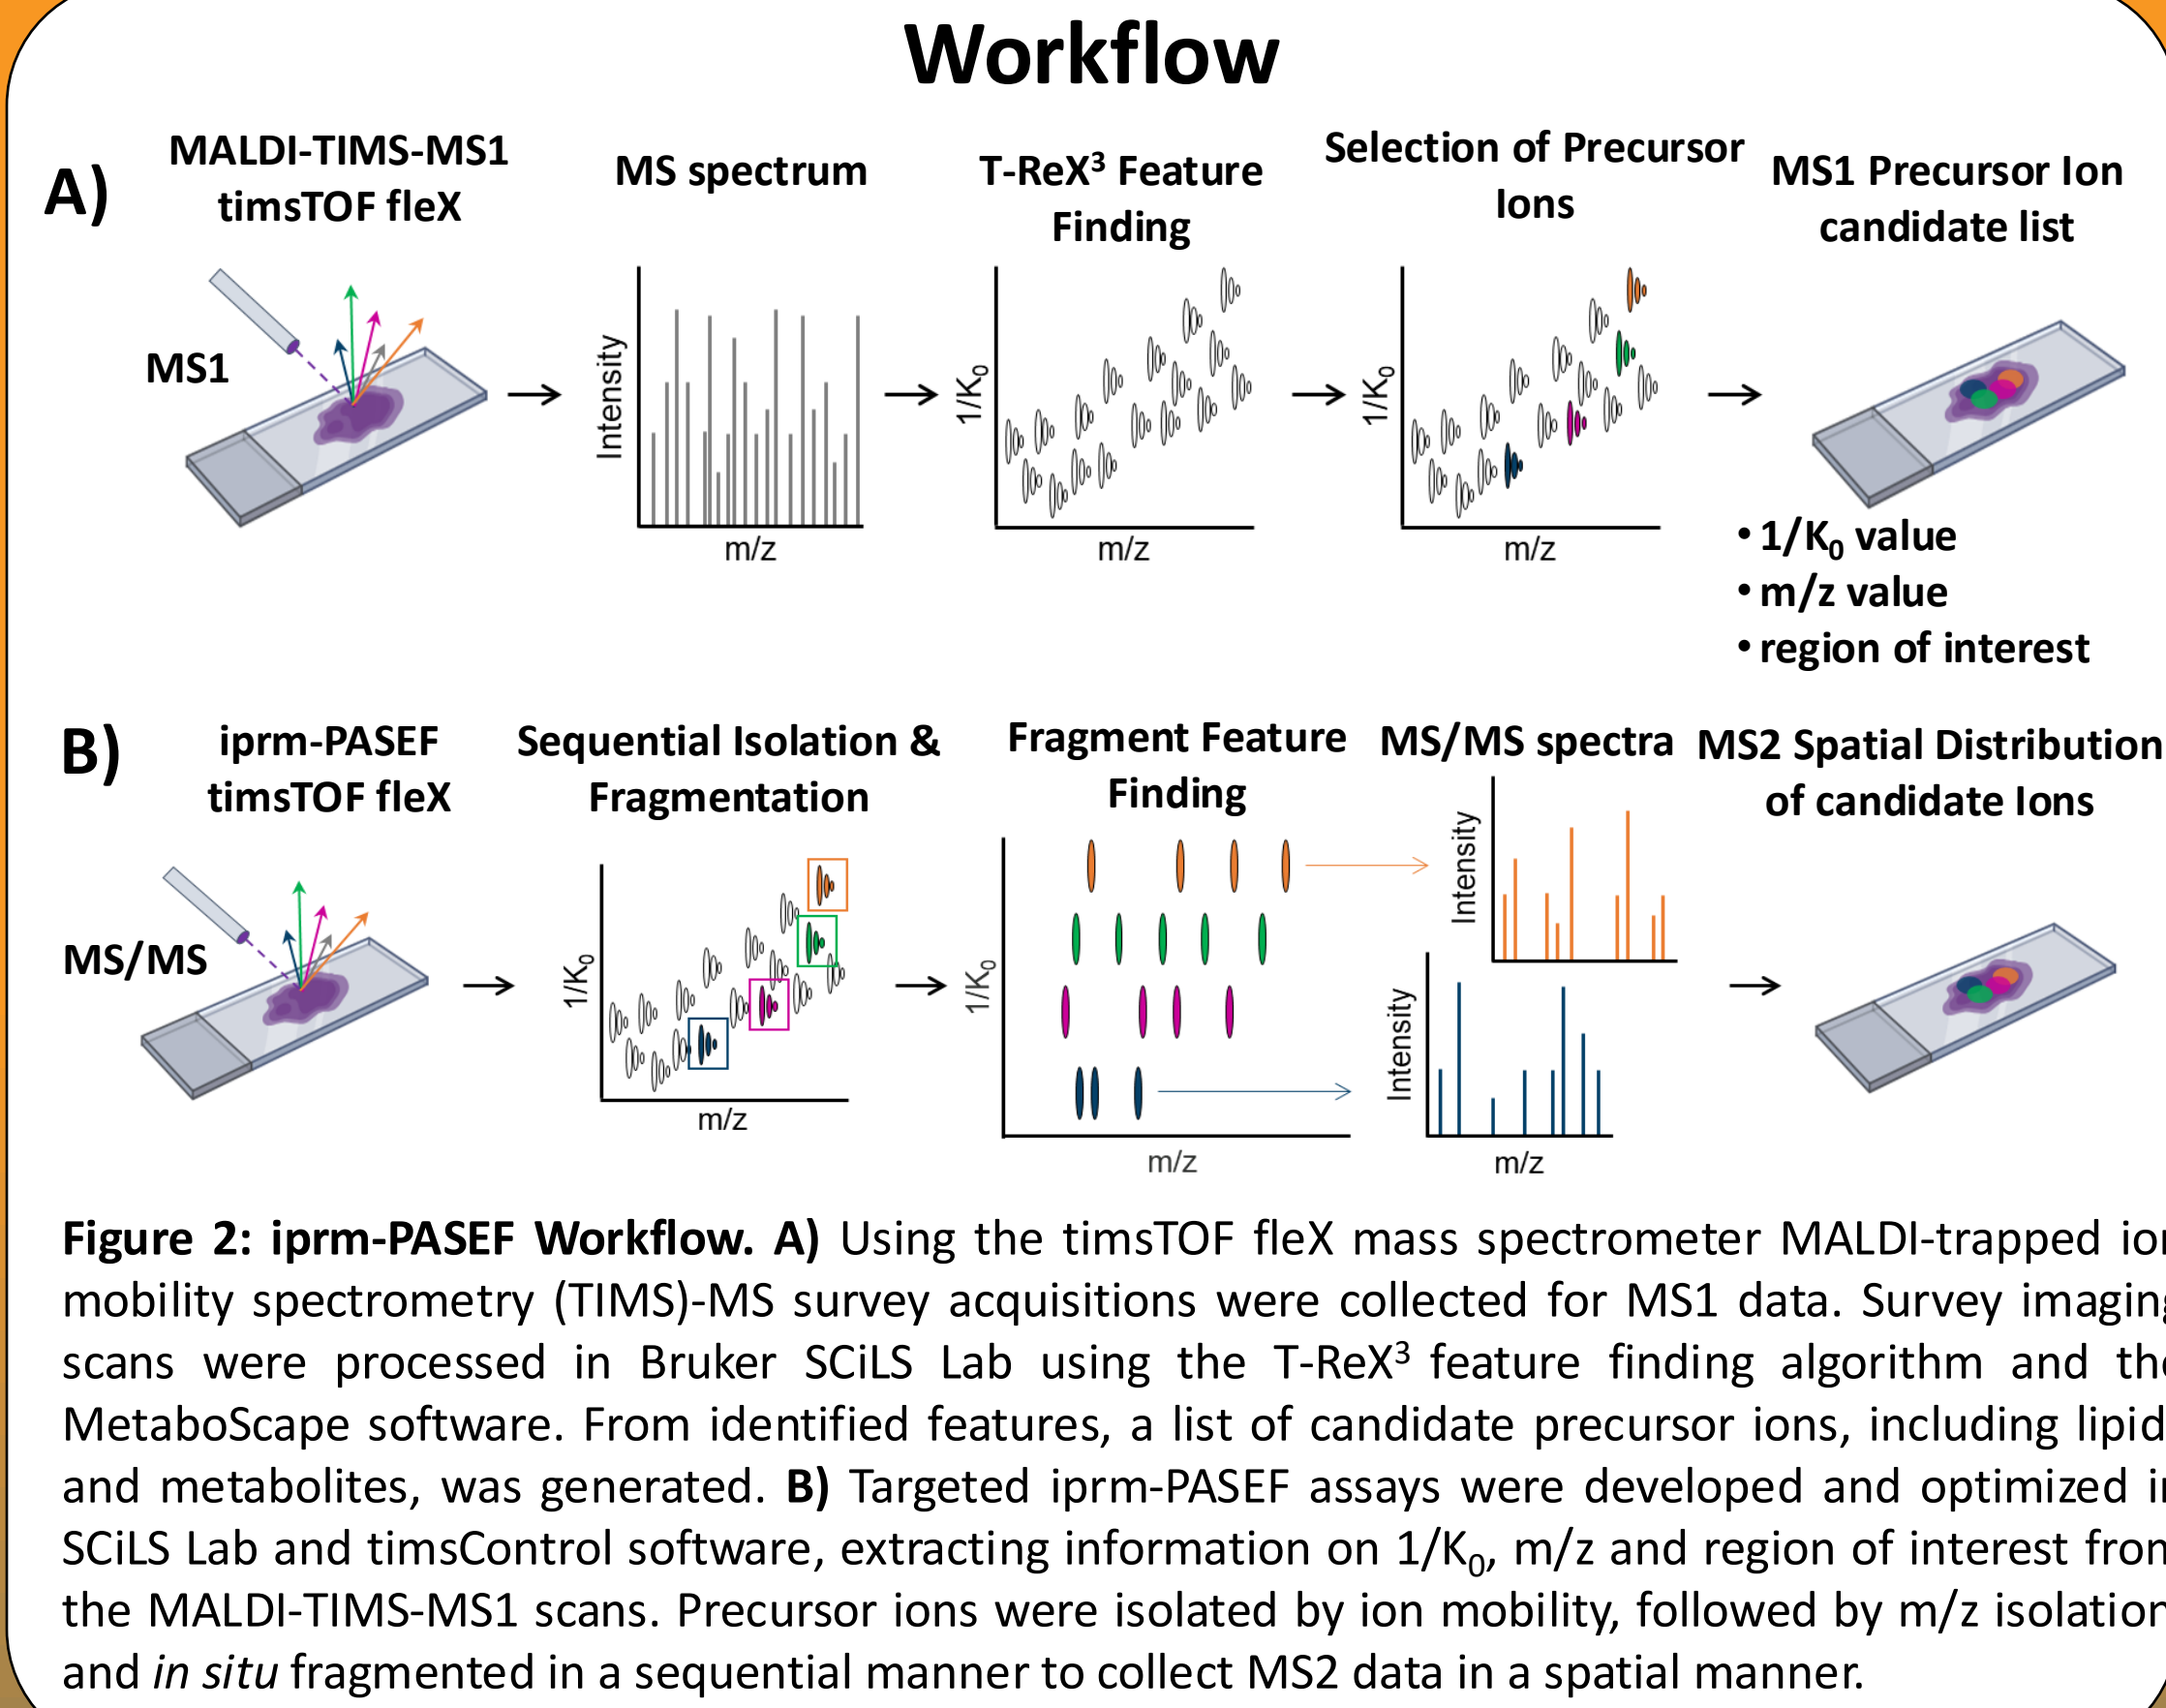 Workflow
A)
MALDI-TIMS-MS1
timsTOF fleX
MS spectrum
T-ReX³ Feature
Finding
Selection of Precursor
Ions
MS1 Precursor Ion
candidate list
MS1
Intensity
m/z
1/K₀
m/z
1/K₀
m/z
• 1/K₀ value
• m/z value
• region of interest
B)
iprm-PASEF
timsTOF fleX
Sequential Isolation &
Fragmentation
Fragment Feature
Finding
MS/MS spectra
MS2 Spatial Distribution
of candidate Ions
MS/MS
1/K₀
m/z
1/K₀
m/z
Intensity
Intensity
m/z
Figure 2: iprm-PASEF Workflow. A) Using the timsTOF fleX mass spectrometer MALDI-trapped
mobility spectrometry (TIMS)-MS survey acquisitions were collected for MS1 data. Survey imaging
scans were processed in Bruker SCiLS Lab using the T-ReX³ feature finding algorithm and the
MetaboScape software. From identified features, a list of candidate precursor ions, including lipid
and metabolites, was generated. B) Targeted iprm-PASEF assays were developed and optimized
SCiLS Lab and timsControl software, extracting information on 1/K₀, m/z and region of interest from
the MALDI-TIMS-MS1 scans. Precursor ions were isolated by ion mobility, followed by m/z isolation
and in situ fragmented in a sequential manner to collect MS2 data in a spatial manner.